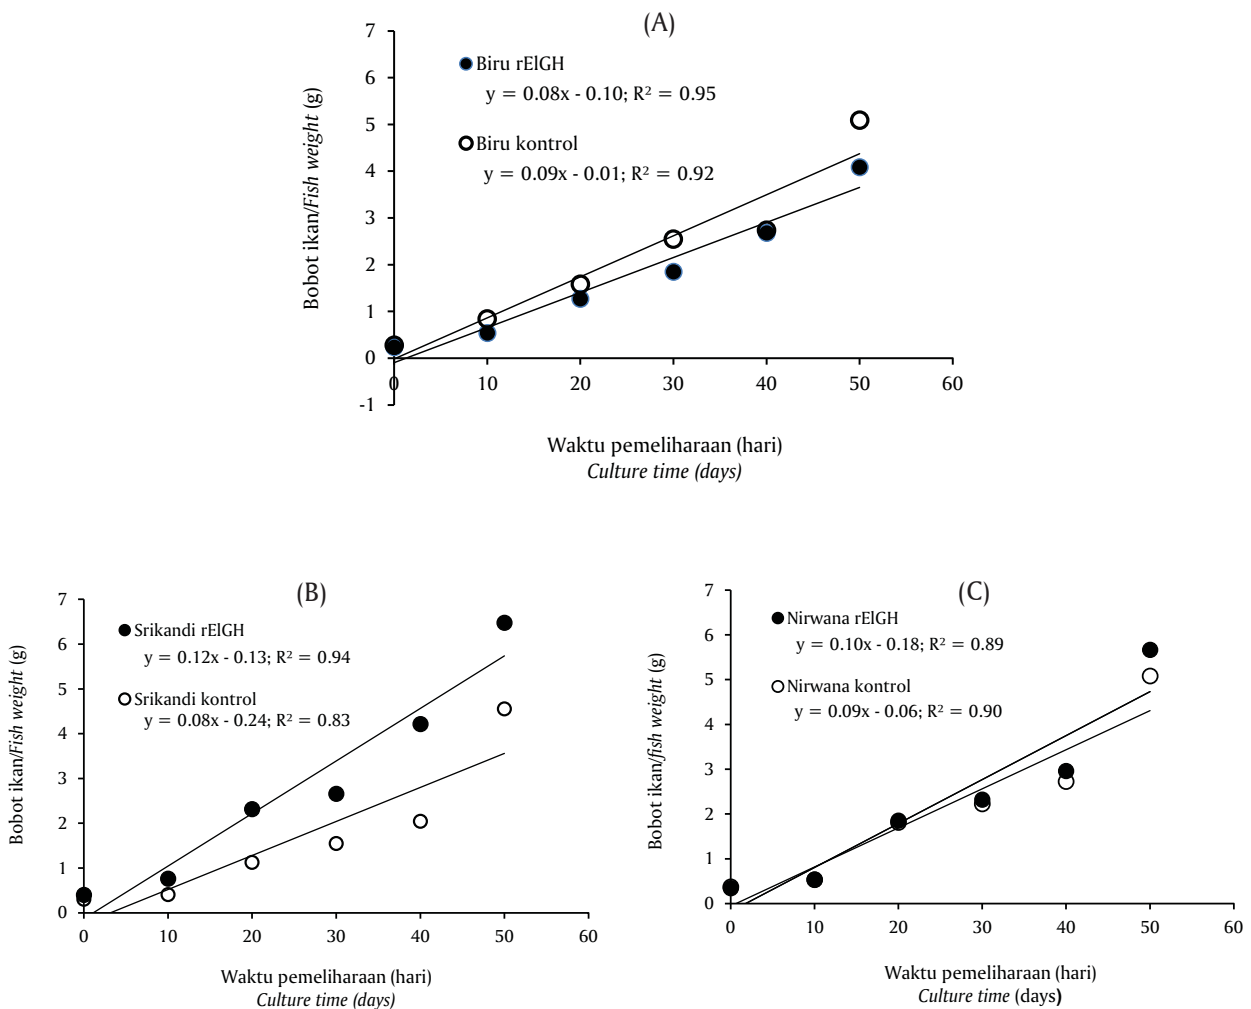 (A)
7
6
5
4
3
2
1
0
-1
Bobot ikan/Fish weight (g)
Biru rElGH
y = 0.08x - 0.10; R² = 0.95
Biru kontrol
y = 0.09x - 0.01; R² = 0.92
0 10 20 30 40 50 60
Waktu pemeliharaan (hari)
Culture time (days)
(B)
7
6
5
4
3
2
1
0
Bobot ikan/Fish weight (g)
Srikandi rElGH
y = 0.12x - 0.13; R² = 0.94
Srikandi kontrol
y = 0.08x - 0.24; R² = 0.83
0 10 20 30 40 50 60
Waktu pemeliharaan (hari)
Culture time (days)
(C)
7
6
5
4
3
2
1
0
Bobot ikan/fish weight (g)
Nirwana rElGH
y = 0.10x - 0.18; R² = 0.89
Nirwana kontrol
y = 0.09x - 0.06; R² = 0.90
0 10 20 30 40 50 60
Waktu pemeliharaan (hari)
Culture time (days)